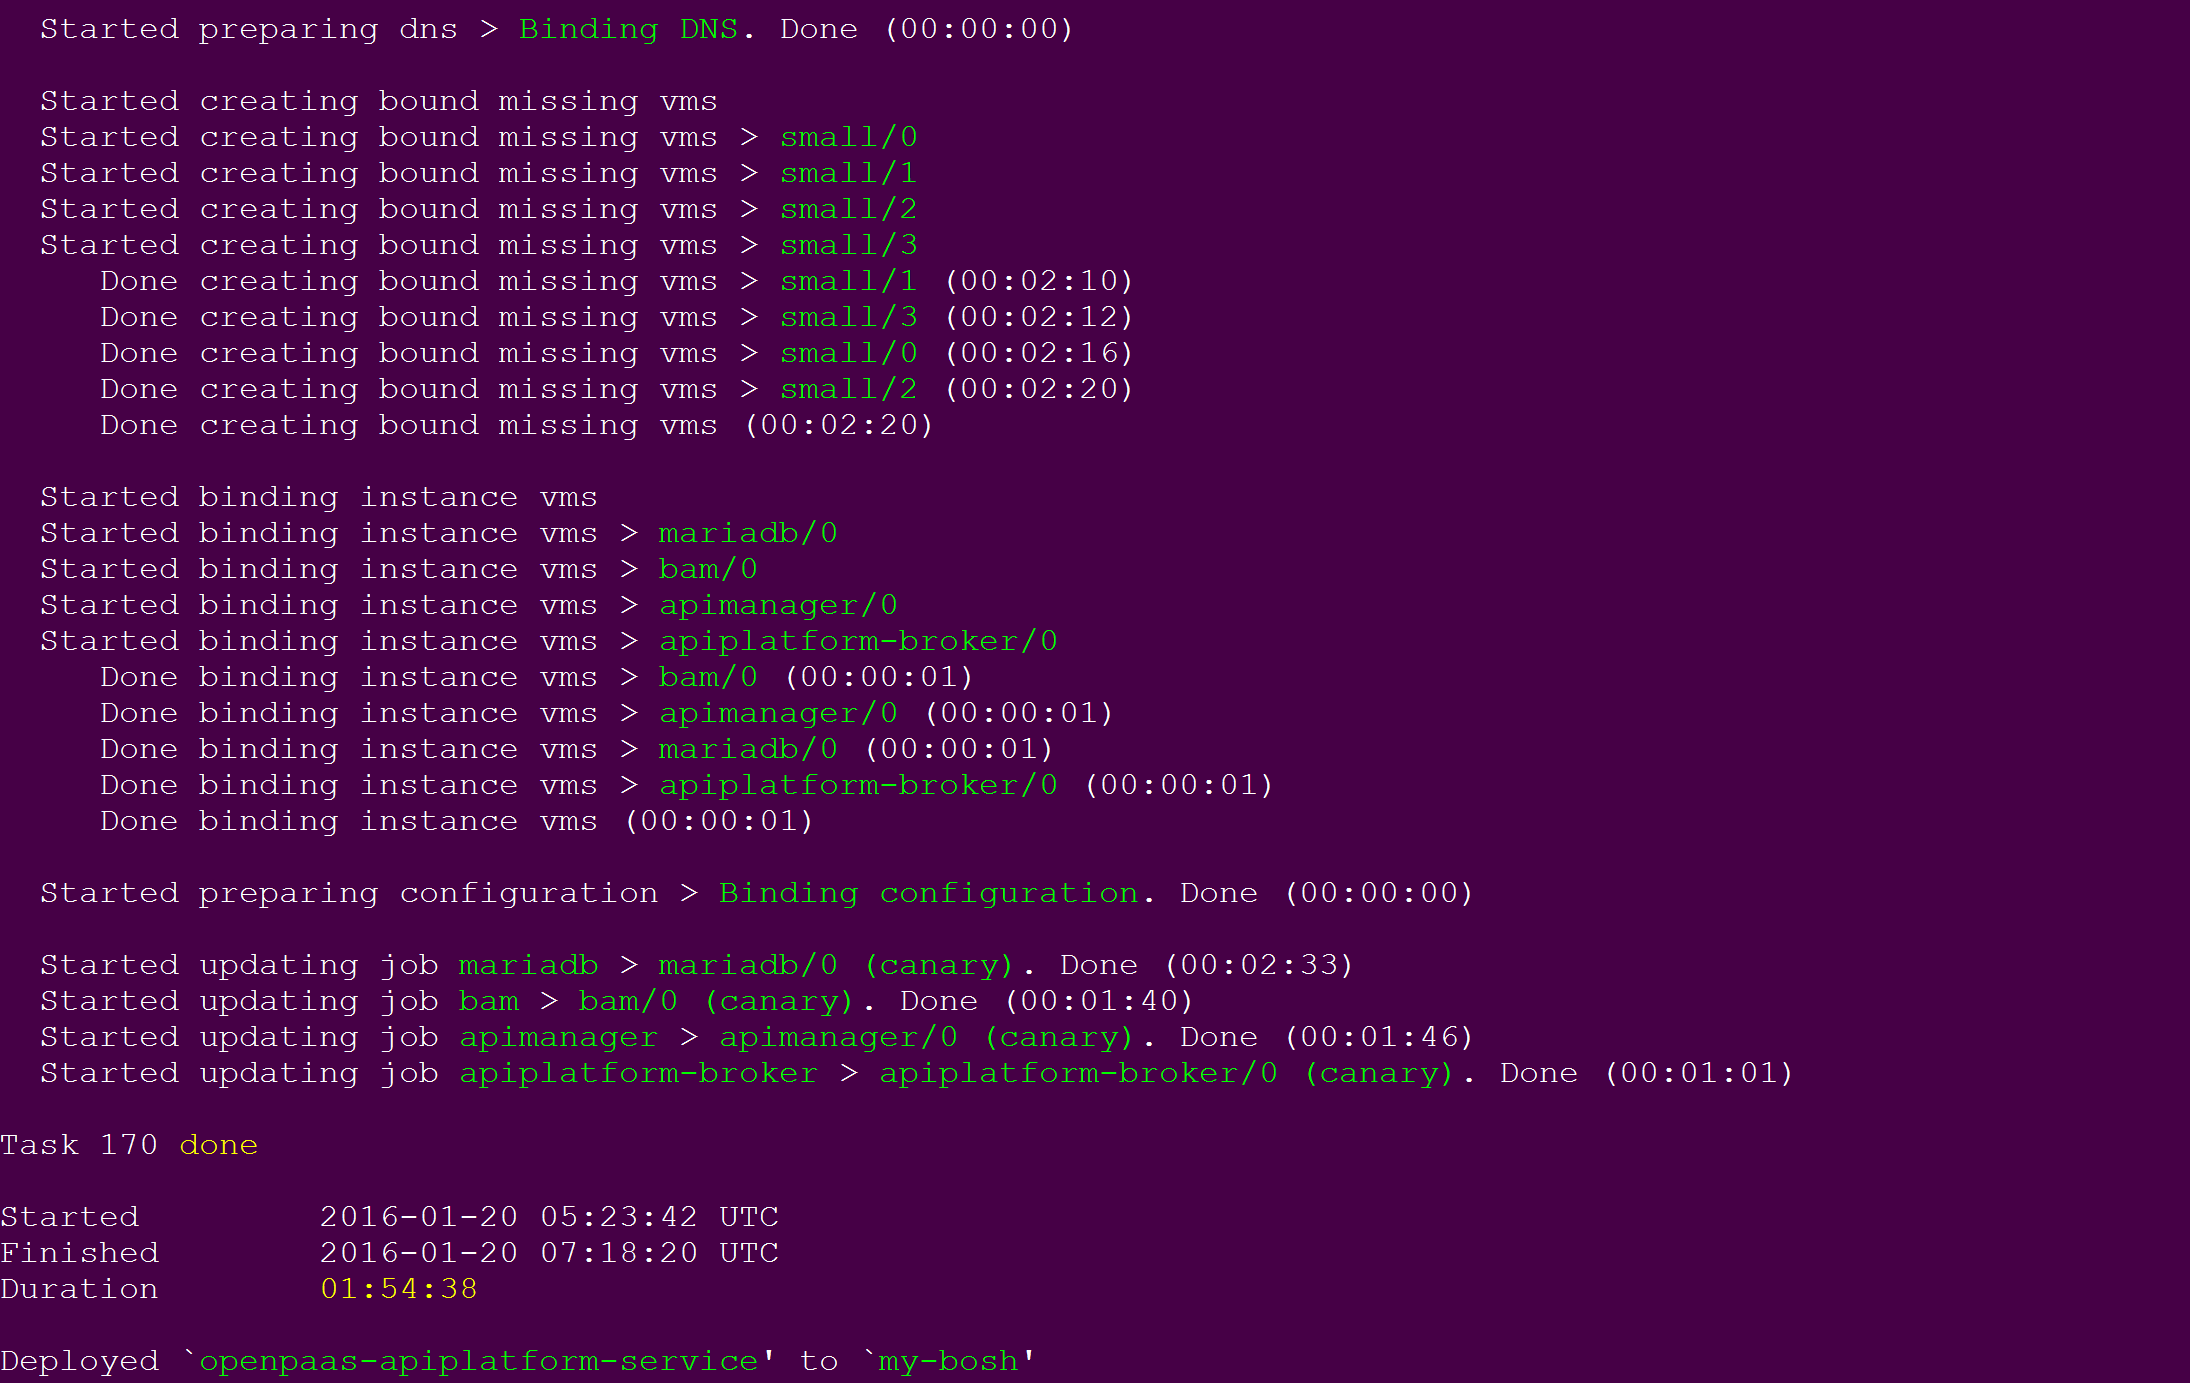 Started preparing dns > Binding DNS. Done (00:00:00)
Started creating bound missing vms
Started creating bound missing vms > small/0
Started creating bound missing vms > small/1
Started creating bound missing vms > small/2
Started creating bound missing vms > small/3
Done creating bound missing vms > small/1 (00:02:10)
Done creating bound missing vms > small/3 (00:02:12)
Done creating bound missing vms > small/0 (00:02:16)
Done creating bound missing vms > small/2 (00:02:20)
Done creating bound missing vms (00:02:20)
Started binding instance vms
Started binding instance vms > mariadb/0
Started binding instance vms > bam/0
Started binding instance vms > apimanager/0
Started binding instance vms > apiplatform-broker/0
Done binding instance vms > bam/0 (00:00:01)
Done binding instance vms > apimanager/0 (00:00:01)
Done binding instance vms > mariadb/0 (00:00:01)
Done binding instance vms > apiplatform-broker/0 (00:00:01)
Done binding instance vms (00:00:01)
Started preparing configuration > Binding configuration. Done (00:00:00)
Started updating job mariadb > mariadb/0 (canary). Done (00:02:33)
Started updating job bam > bam/0 (canary). Done (00:01:40)
Started updating job apimanager > apimanager/0 (canary). Done (00:01:46)
Started updating job apiplatform-broker > apiplatform-broker/0 (canary). Done (00:01:01)
Task 170 done
Started 2016-01-20 05:23:42 UTC
Finished 2016-01-20 07:18:20 UTC
Duration 01:54:38
Deployed `openpaas-apiplatform-service' to `my-bosh'